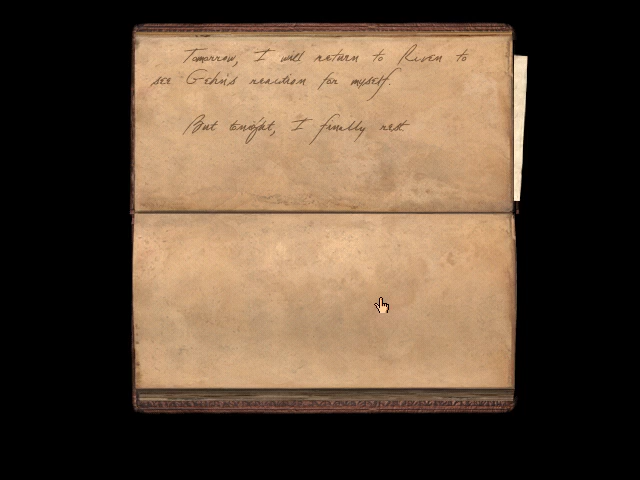 Tomorrow, I will return to Riven to
see Gehn's reaction for myself.
But tonight, I finally rest